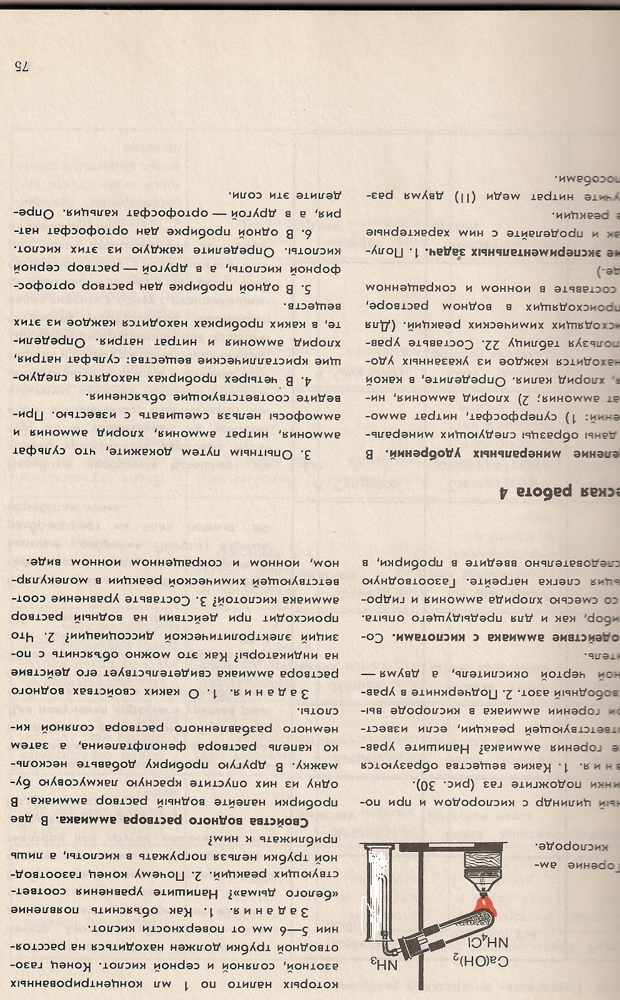 Ca(OH)2
NH4Cl
NH3
Горение ам-
кислороде.
ный цилиндр с кислородом и при по-
инки подожгите газ (рис. 30).
ания. 1. Какие вещества образуются
е горения аммиака? Напишите урав-
ответствующей реакции, если извест-
ри горении аммиака в кислороде вы-
свободный азот. 2. Подчеркните в урав-
ной чертой окислитель, а двумя —
итель.
одействие аммиака с кислотами. Со-
ибор, как и для предыдущего опыта.
со смесью хлорида аммония и гидро-
ьция слегка нагрейте. Газоотводную
следовательно введите в пробирки, в
которых налито по 1 мл концентрированных
азотной, соляной и серной кислот. Конец газо-
отводной трубки должен находиться на расстоя-
нии 5—6 мм от поверхности кислот.
Задания. 1. Как объяснить появление
«белого дыма»? Напишите уравнения соответ-
ствующих реакций. 2. Почему конец газоотвод-
ной трубки нельзя погружать в кислоты, а лишь
приближать к ним?
Свойства водного раствора аммиака. В две
пробирки налейте водный раствор аммиака. В
одну из них опустите красную лакмусовую бу-
мажку. В другую пробирку добавьте несколь-
ко капель раствора фенолфталеина, а затем
немного разбавленного раствора соляной ки-
слоты.
Задания. 1. О каких свойствах водного
раствора аммиака свидетельствует его действие
на индикаторы? Как это можно объяснить с по-
зиций электролитической диссоциации? 2. Что
происходит при действии на водный раствор
аммиака кислотой? 3. Составьте уравнение соот-
ветствующей химической реакции в молекуляр-
ном, ионном и сокращенном ионном виде.
еская работа 4
еление минеральных удобрений. В
даны образцы следующих минераль-
ений: 1) суперфосфат, нитрат аммо-
ат аммония; 2) хлорид аммония, ни-
я, хлорид калия. Определите, в какой
находится каждое из указанных удо-
пользуя таблицу 22. Составьте урав-
исходящих химических реакций. (Для
происходящих в водном растворе,
составьте в ионном и сокращенном
де.)
ие экспериментальных задач. 1. Полу-
ак и проделайте с ним характерные
е реакции.
учите нитрат меди (II) двумя раз-
пособами.
3. Опытным путем докажите, что сульфат
аммония, нитрат аммония, хлорид аммония и
аммофосы нельзя смешивать с известью. При-
ведите соответствующие объяснения.
4. В четырех пробирках находятся следую-
щие кристаллические вещества: сульфат натрия,
хлорид аммония и нитрат натрия. Определи-
те, в каких пробирках находится каждое из этих
веществ.
5. В одной пробирке дан раствор ортофос-
форной кислоты, а в другой — раствор серной
кислоты. Определите каждую из этих кислот.
6. В одной пробирке дан ортофосфат нат-
рия, а в другой — ортофосфат кальция. Опре-
делите эти соли.
75